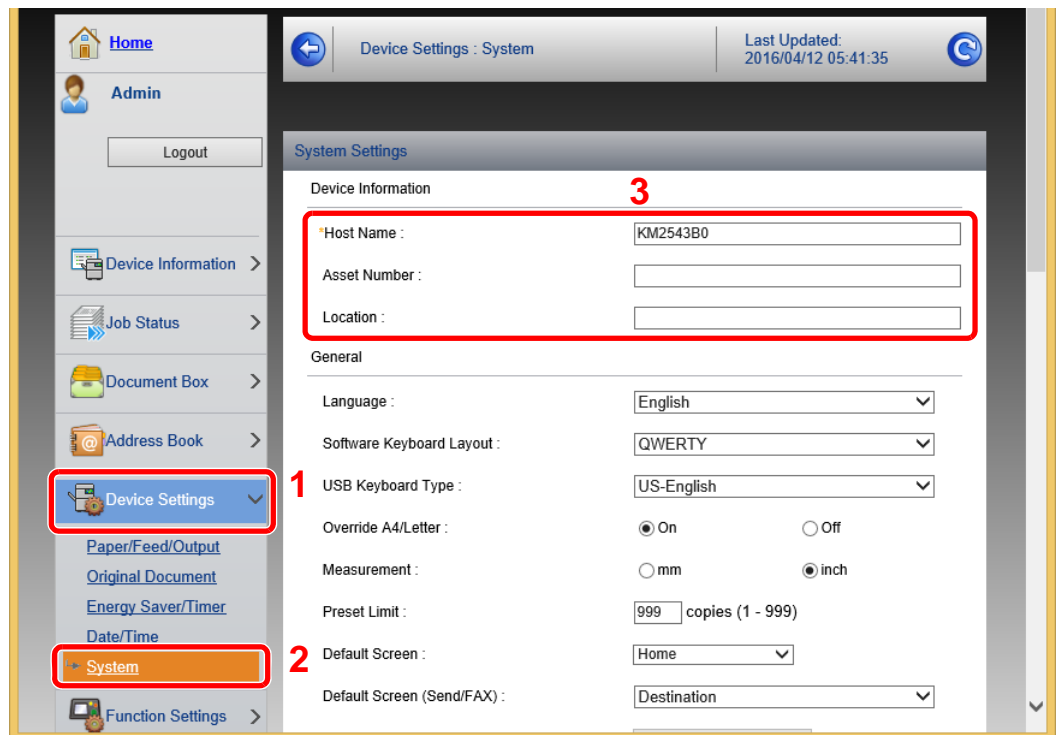 Home
Admin
Logout
Device Information
Job Status
Document Box
Address Book
1
Device Settings
Paper/Feed/Output
Original Document
Energy Saver/Timer
Date/Time
2
System
Function Settings
Device Settings : System
Last Updated:
2016/04/12 05:41:35
System Settings
Device Information
3
*Host Name : KM2543B0
Asset Number :
Location :
General
Language : English
Software Keyboard Layout : QWERTY
USB Keyboard Type : US-English
Override A4/Letter : On Off
Measurement : mm inch
Preset Limit : 999 copies (1 - 999)
Default Screen : Home
Default Screen (Send/FAX) : Destination